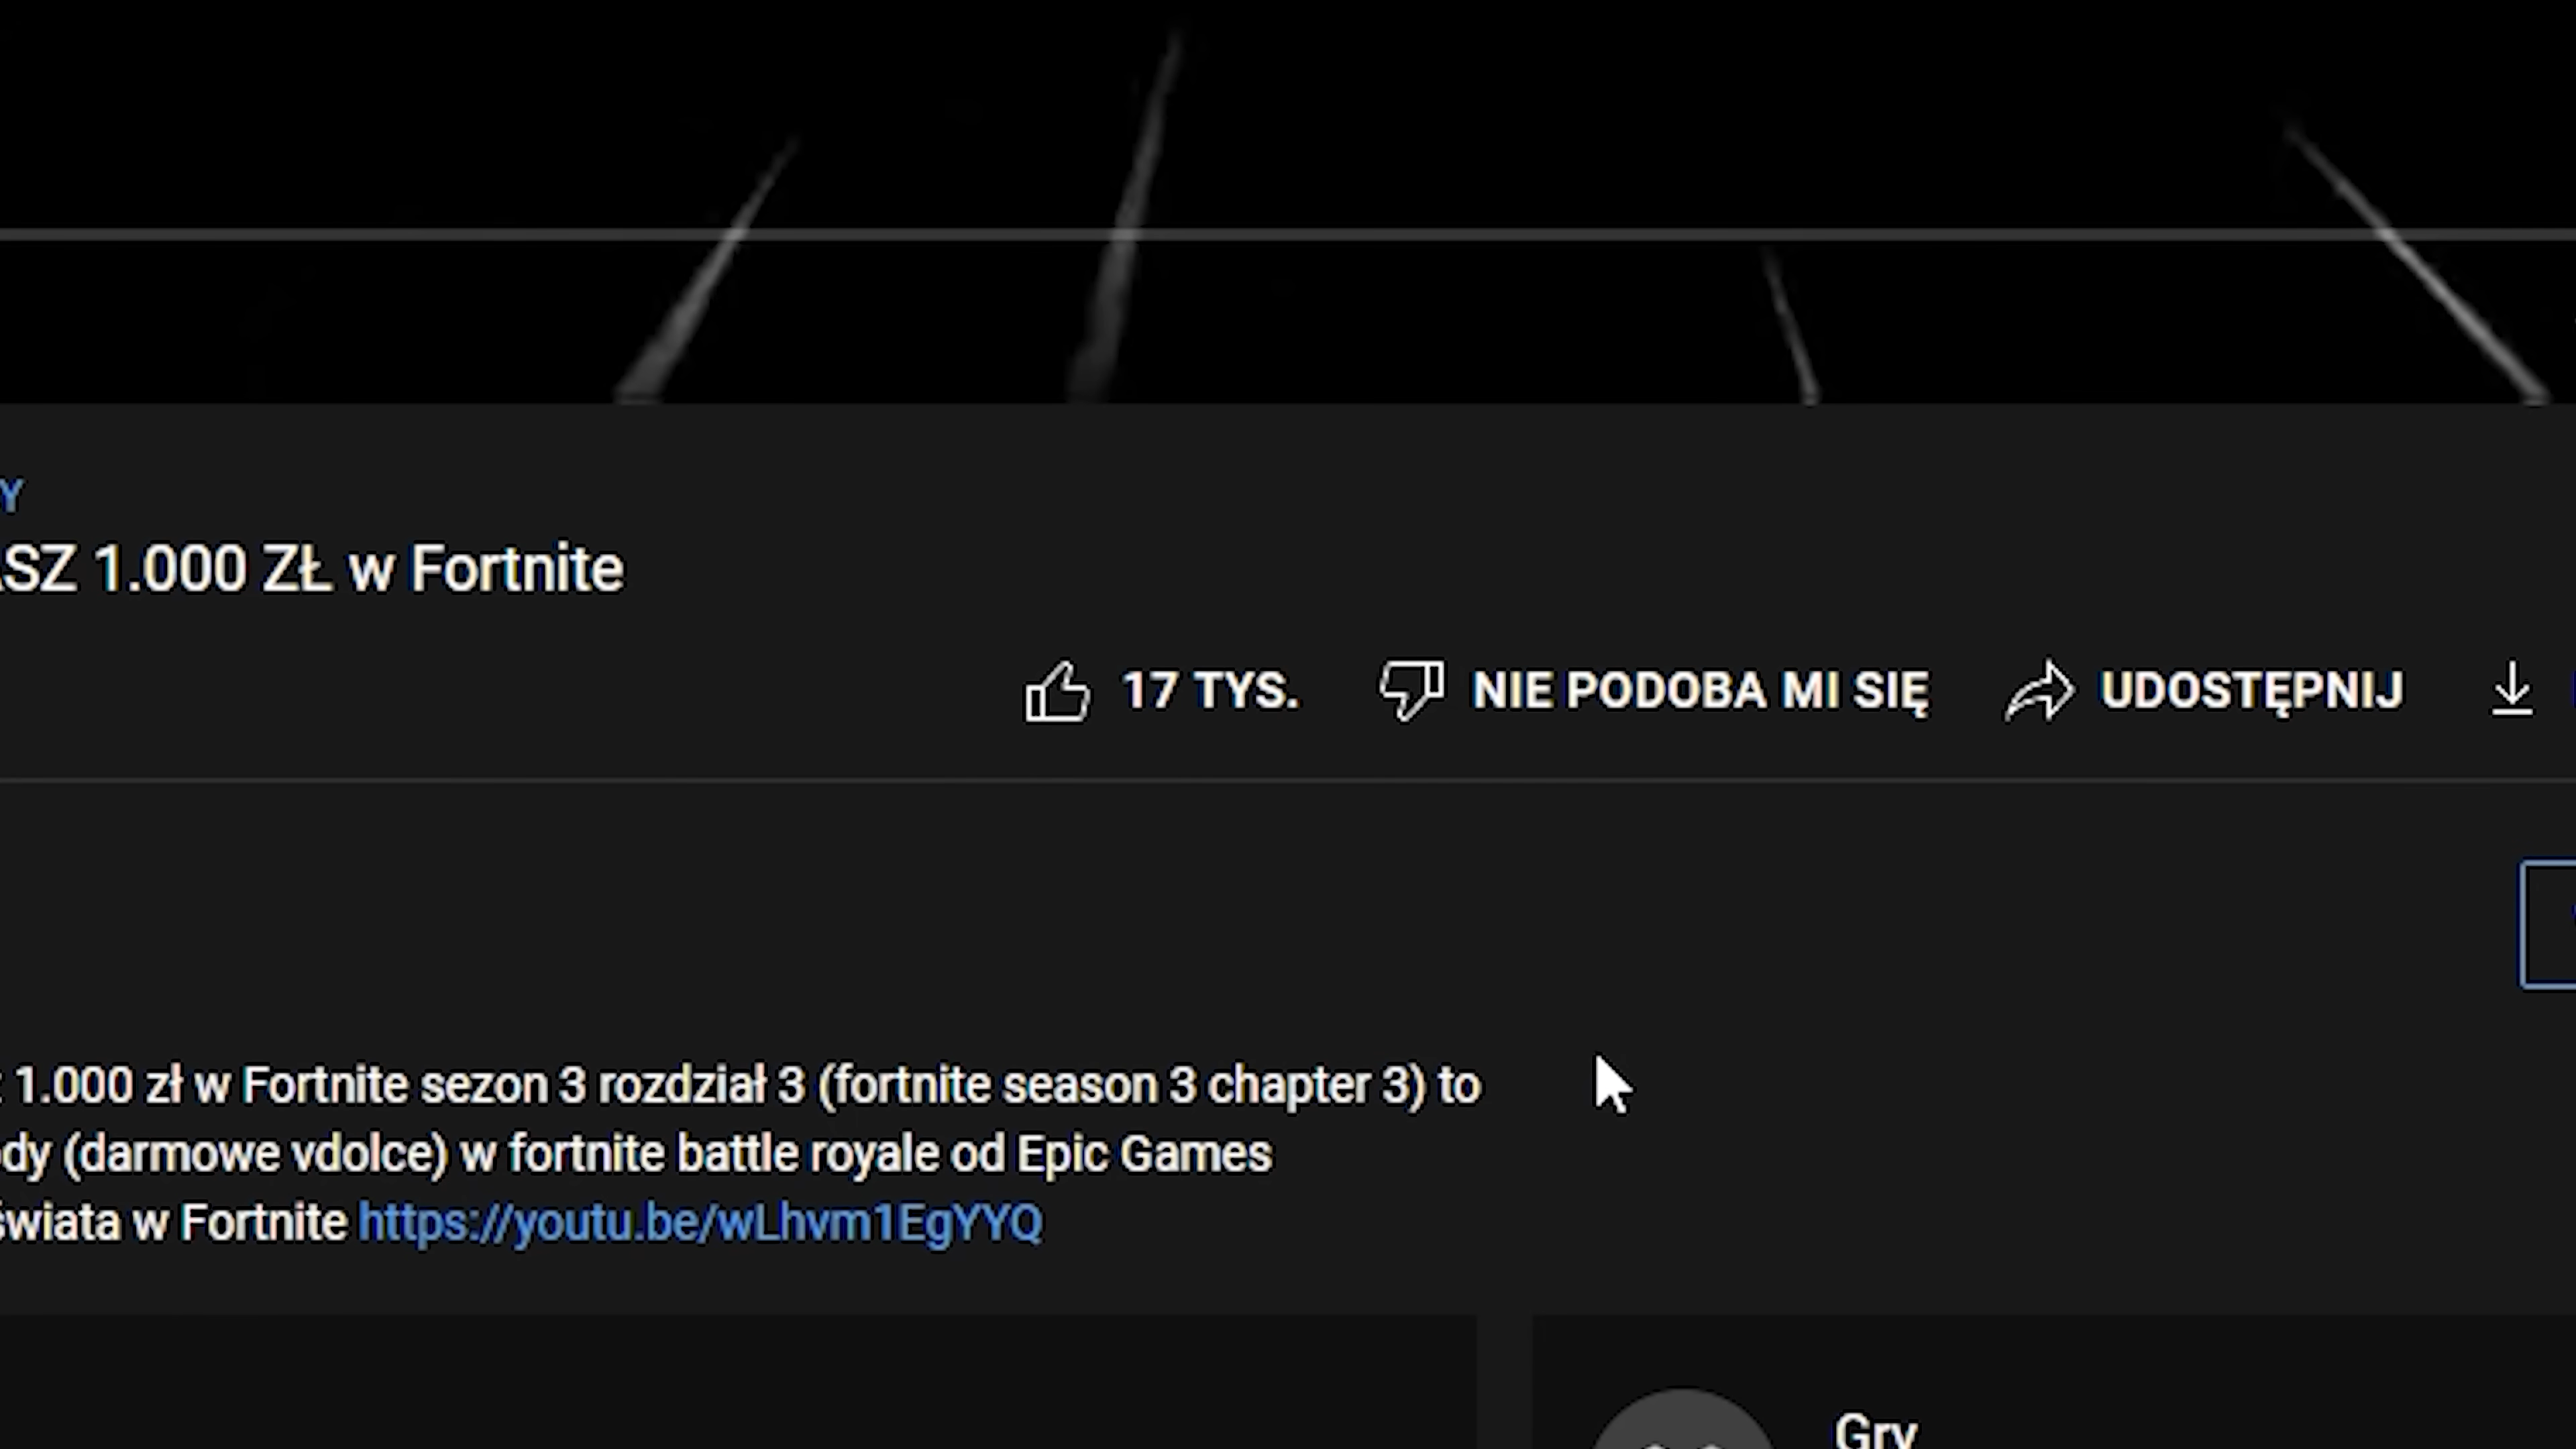 Y
ASZ 1.000 ZŁ w Fortnite
17 TYS. NIE PODOBA MI SIĘ UDOSTĘPNIJ
1.000 zł w Fortnite sezon 3 rozdział 3 (fortnite season 3 chapter 3) to
ody (darmowe vdolce) w fortnite battle royale od Epic Games
świata w Fortnite https://youtu.be/wLhvm1EgYYQ
Gry